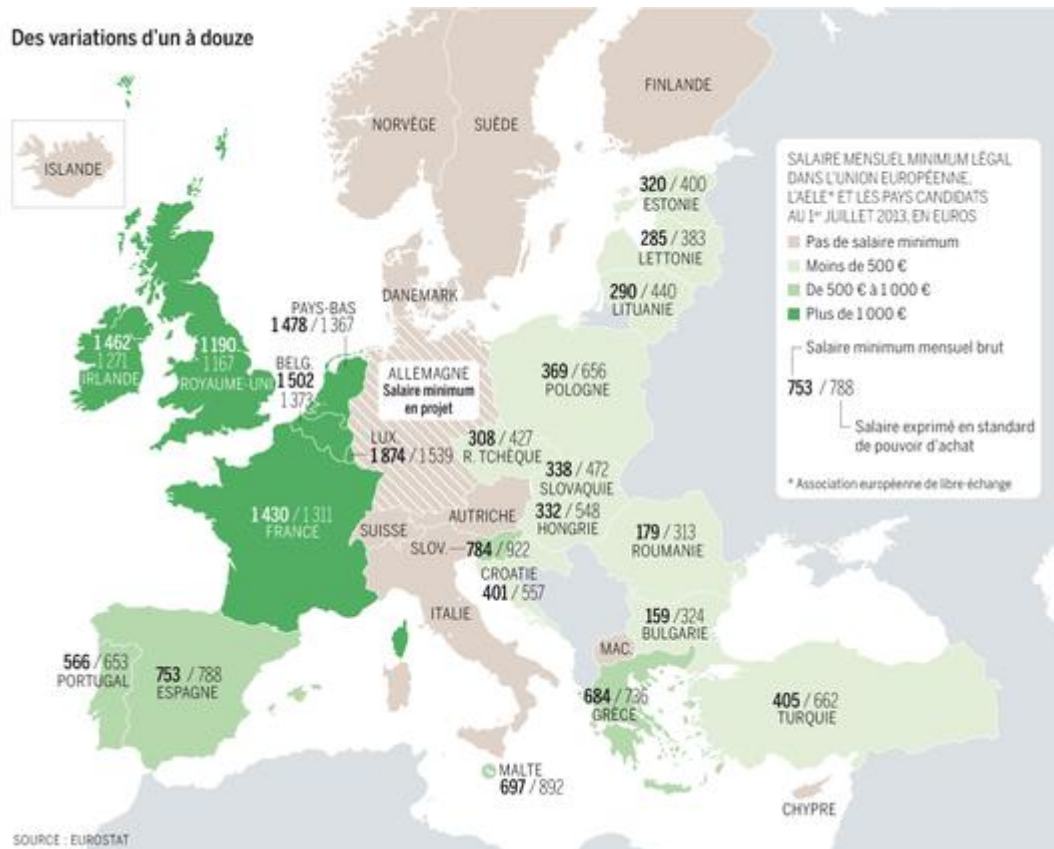 Des variations d'un à douze
ISLANDE
NORVÈGE
SUÈDE
FINLANDE
SALAIRE MENSUEL MINIMUM LÉGAL
DANS L'UNION EUROPÉENNE,
L'AELE* ET LES PAYS CANDIDATS
AU 1er JUILLET 2013, EN EUROS
Pas de salaire minimum
Moins de 500 €
De 500 € à 1 000 €
Plus de 1 000 €
Salaire minimum mensuel brut
753 / 788
Salaire exprimé en standard
de pouvoir d'achat
* Association européenne de libre-échange
320 / 400
ESTONIE
285 / 383
LETTONIE
290 / 440
LITUANIE
DANEMARK
PAYS-BAS
1 478 / 1 367
1 462
1 271
IRLANDE
1 190
1 167
ROYAUME-UNI
BELG.
1 502
1 373
ALLEMAGNE
Salaire minimum
en projet
369 / 656
POLOGNE
LUX.
1 874 / 1 539
308 / 427
R. TCHÈQUE
338 / 472
SLOVAQUIE
332 / 548
HONGRIE
1 430 / 1 311
FRANCE
SUISSE
AUTRICHE
SLOV.
784 / 922
CROATIE
401 / 557
179 / 313
ROUMANIE
ITALIE
159 / 324
BULGARIE
MAC.
566 / 653
PORTUGAL
753 / 788
ESPAGNE
684 / 736
GRÈCE
405 / 662
TURQUIE
MALTE
697 / 892
CHYPRE
SOURCE : EUROSTAT